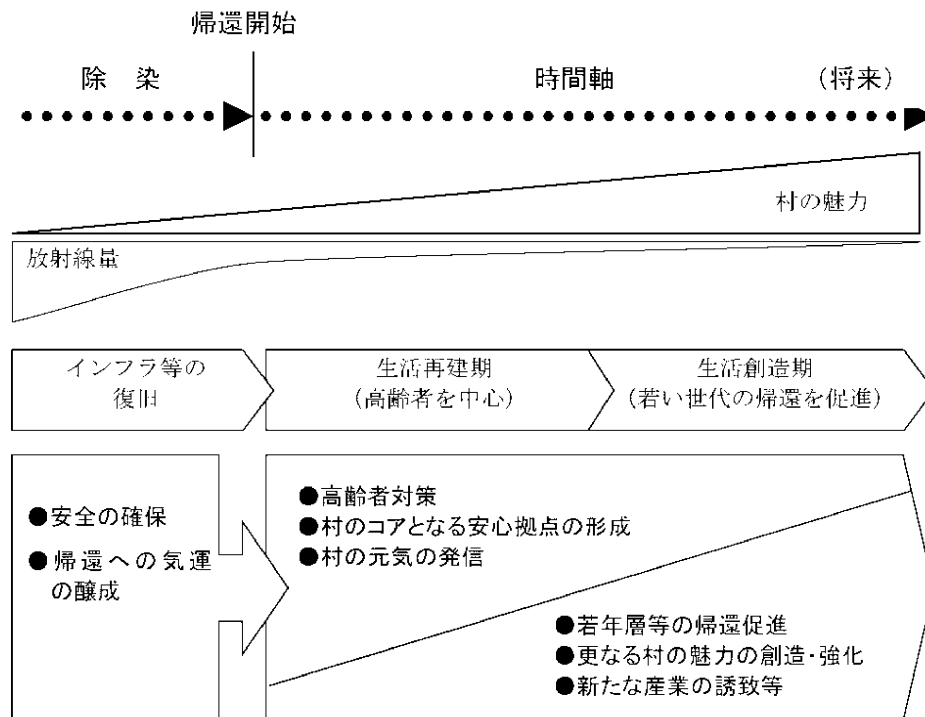 帰還開始
除 染
時間軸
(将来)
村の魅力
放射線量
インフラ等の
復旧
生活再建期
(高齢者を中心)
生活創造期
(若い世代の帰還を促進)
●安全の確保
●帰還への気運
の醸成
●高齢者対策
●村のコアとなる安心拠点の形成
●村の元気の発信
●若年層等の帰還促進
●更なる村の魅力の創造・強化
●新たな産業の誘致等